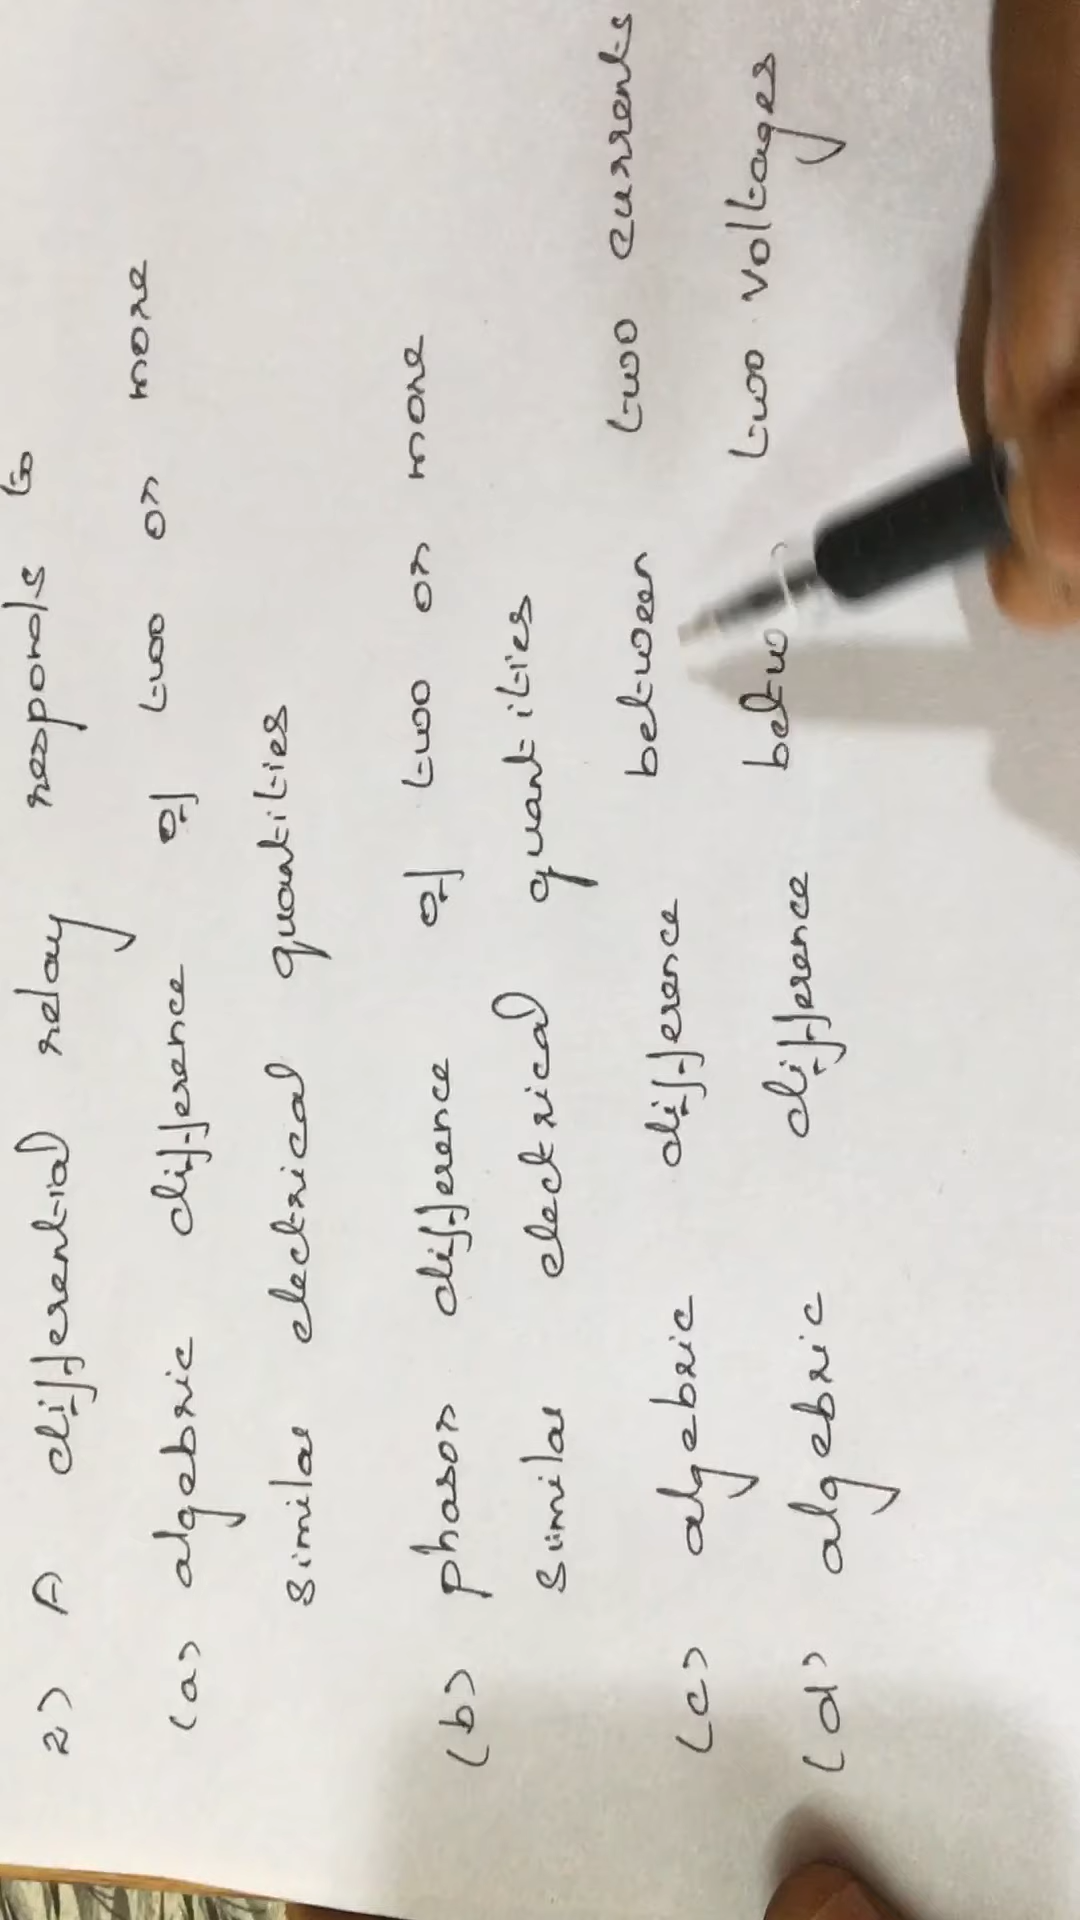 2) A differential relay responds to
(a) algebric difference of two or more
similar electrical quantities
(b) phasor difference of two or more
similar electrical quantities
(c) algebric difference between two currents
(d) algebric difference two voltages